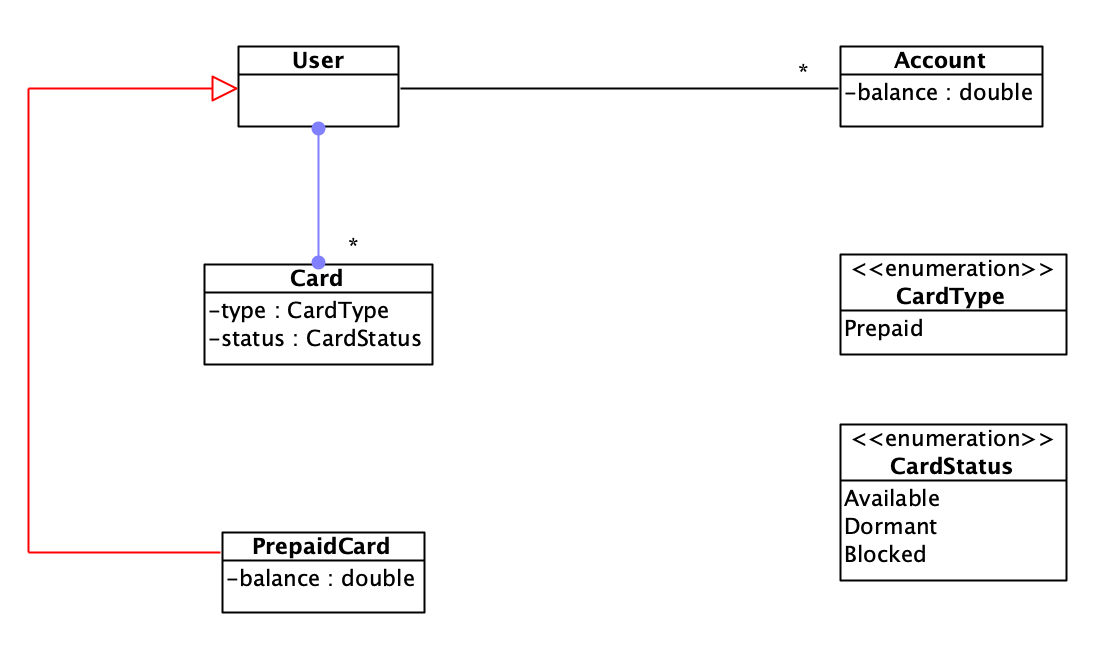 User
*
Account
-balance : double
*
Card
-type : CardType
-status : CardStatus
<<enumeration>>
CardType
Prepaid
<<enumeration>>
CardStatus
Available
Dormant
Blocked
PrepaidCard
-balance : double